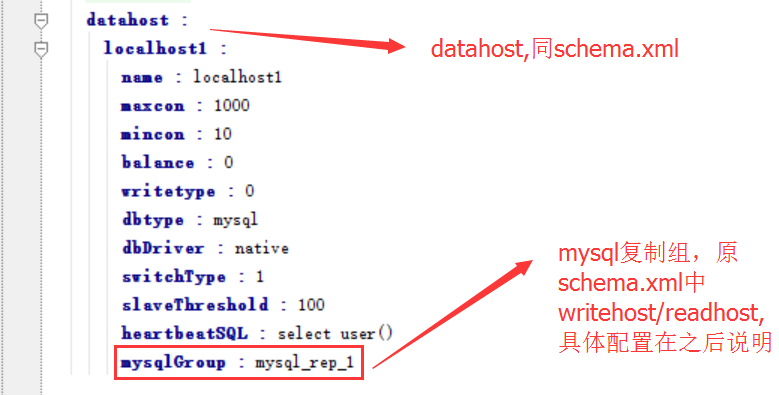 datahost :
datahost,同schema.xml
localhost1 :
name : localhost1
maxcon : 1000
mincon : 10
balance : 0
writetype : 0
dbtype : mysql
dbDriver : native
switchType : 1
slaveThreshold : 100
heartbeatSQL : select user()
mysqlGroup : mysql_rep_1
mysql复制组，原
schema.xml中
writehost/readhost,
具体配置在之后说明